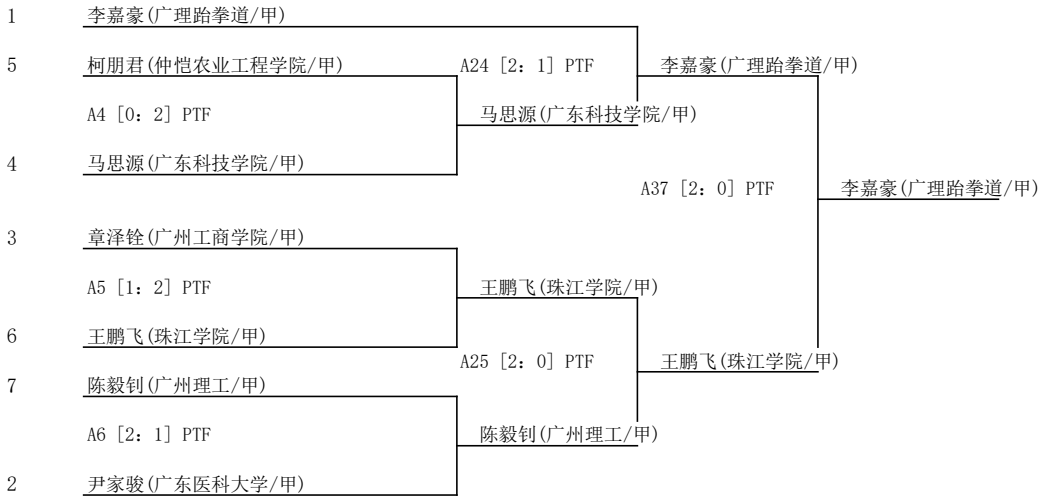 1 李嘉豪(广理跆拳道/甲)
5 柯朋君(仲恺农业工程学院/甲) A24 [2: 1] PTF 李嘉豪(广理跆拳道/甲)
A4 [0: 2] PTF 马思源(广东科技学院/甲)
4 马思源(广东科技学院/甲)
A37 [2: 0] PTF 李嘉豪(广理跆拳道/甲)
3 章泽铨(广州工商学院/甲)
A5 [1: 2] PTF 王鹏飞(珠江学院/甲)
6 王鹏飞(珠江学院/甲)
A25 [2: 0] PTF 王鹏飞(珠江学院/甲)
7 陈毅钊(广州理工/甲)
A6 [2: 1] PTF 陈毅钊(广州理工/甲)
2 尹家骏(广东医科大学/甲)